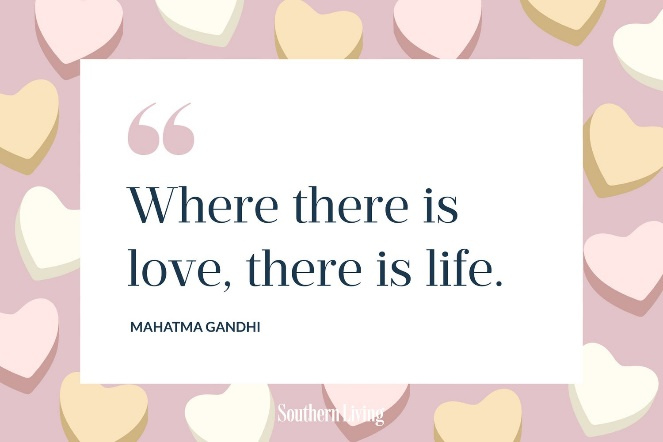 “
Where there is
love, there is life.
MAHATMA GANDHI
Southern Living